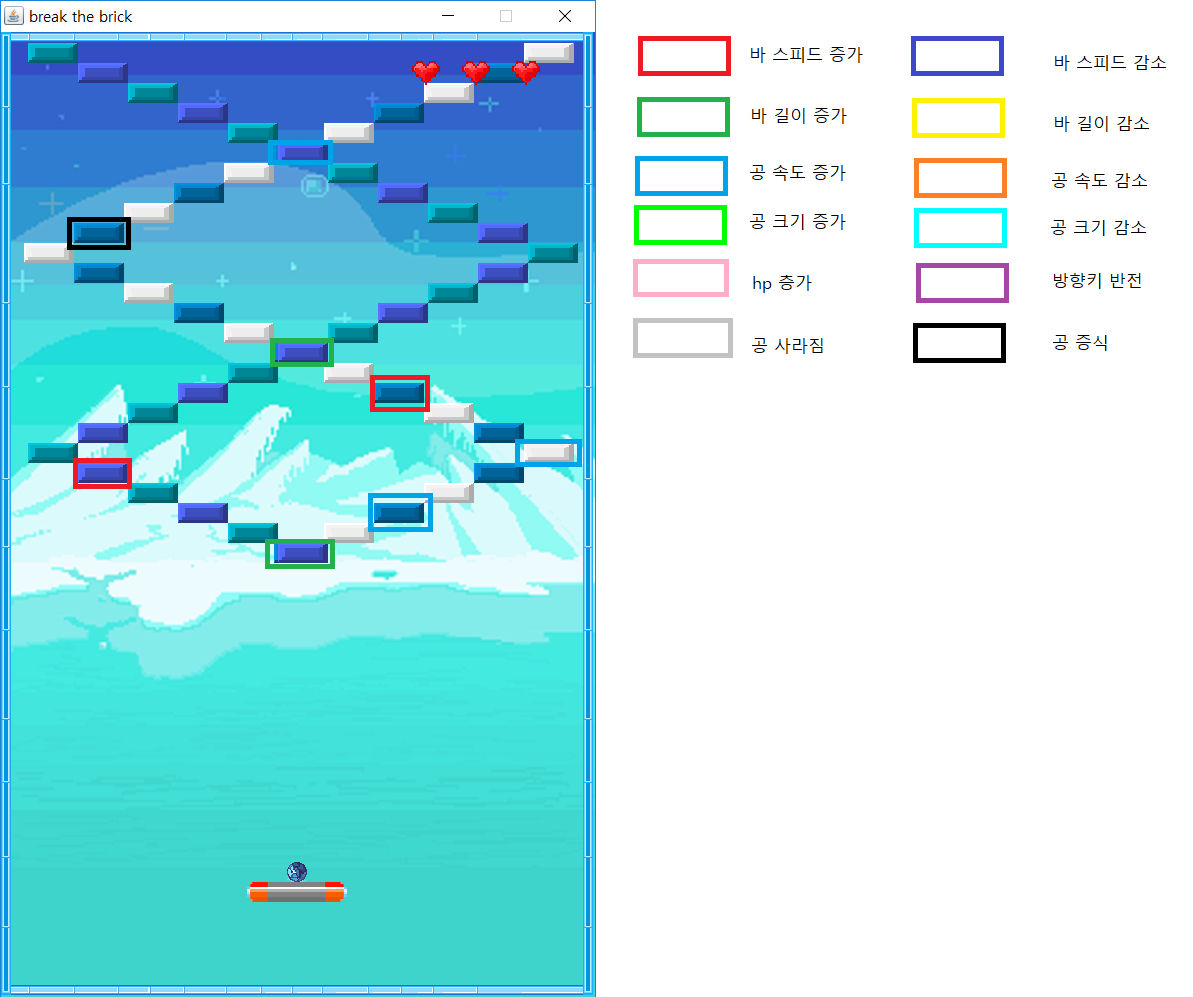 break the brick
바 스피드 증가
바 스피드 감소
바 길이 증가
바 길이 감소
공 속도 증가
공 속도 감소
공 크기 증가
공 크기 감소
hp 증가
방향키 반전
공 사라짐
공 증식